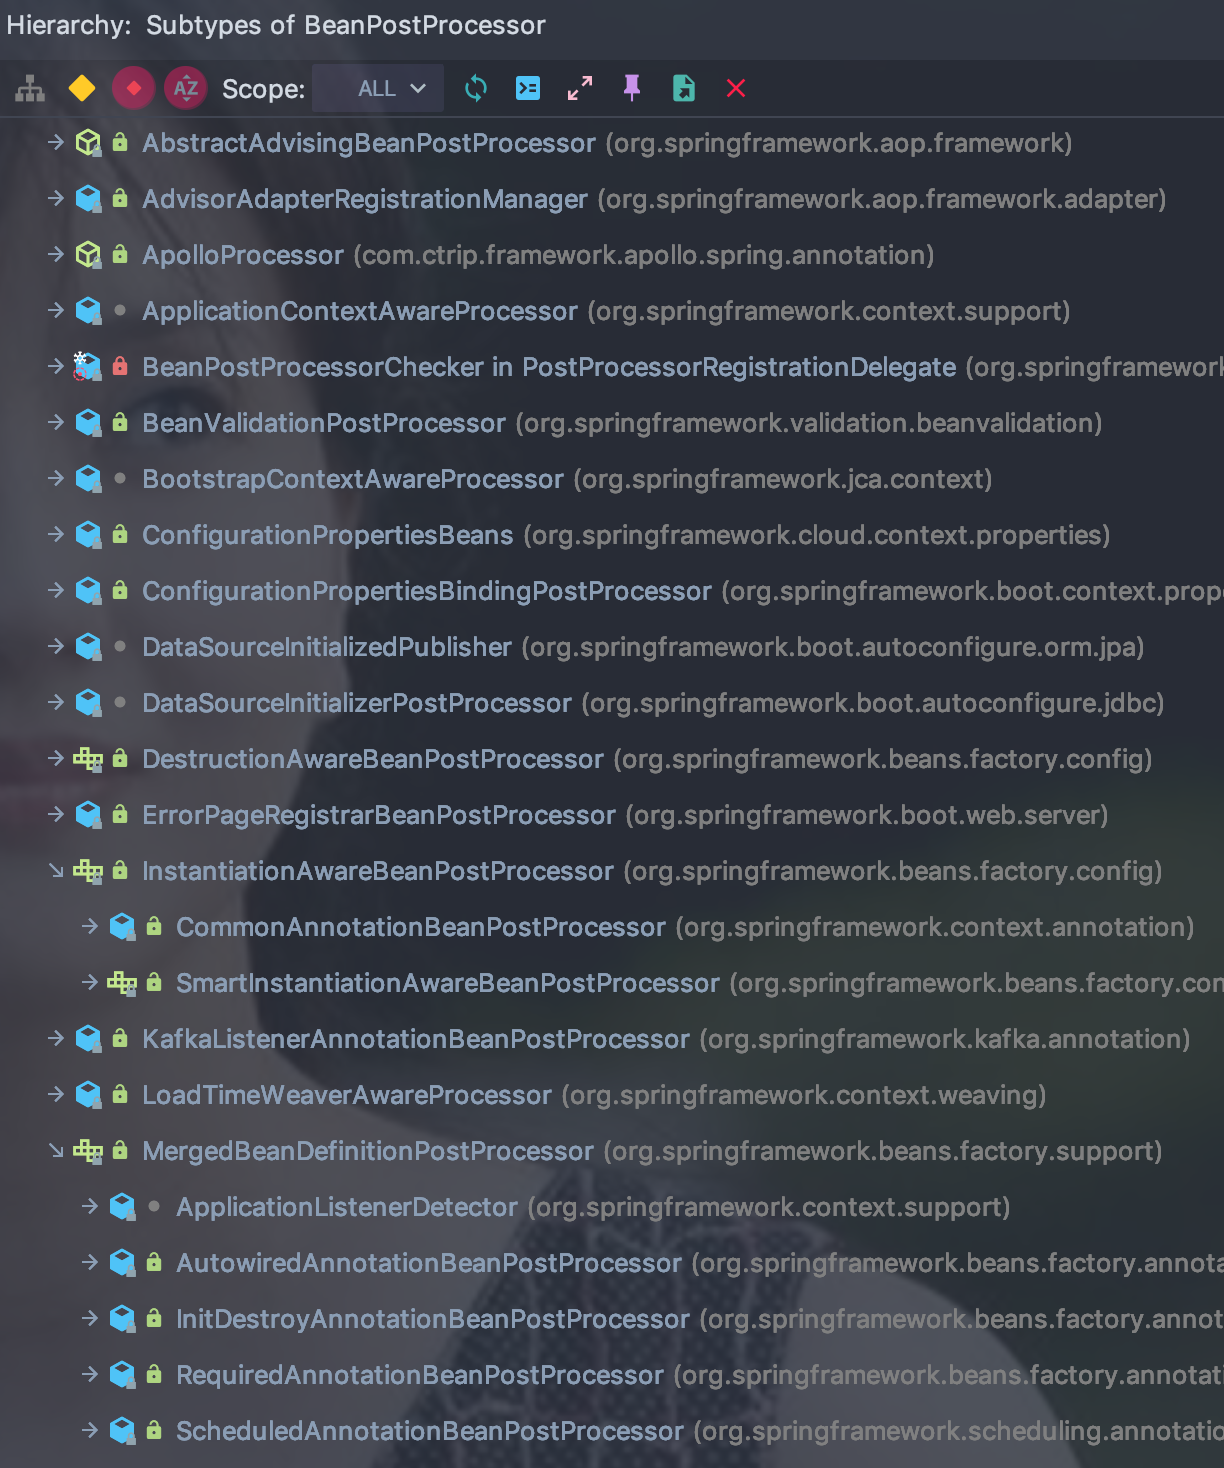 Hierarchy: Subtypes of BeanPostProcessor
AZ Scope: ALL
AbstractAdvisingBeanPostProcessor (org.springframework.aop.framework)
AdvisorAdapterRegistrationManager (org.springframework.aop.framework.adapter)
ApolloProcessor (com.ctrip.framework.apollo.spring.annotation)
ApplicationContextAwareProcessor (org.springframework.context.support)
BeanPostProcessorChecker in PostProcessorRegistrationDelegate (org.springframework
BeanValidationPostProcessor (org.springframework.validation.beanvalidation)
BootstrapContextAwareProcessor (org.springframework.jca.context)
ConfigurationPropertiesBeans (org.springframework.cloud.context.properties)
ConfigurationPropertiesBindingPostProcessor (org.springframework.boot.context.prop
DataSourceInitializedPublisher (org.springframework.boot.autoconfigure.orm.jpa)
DataSourceInitializerPostProcessor (org.springframework.boot.autoconfigure.jdbc)
DestructionAwareBeanPostProcessor (org.springframework.beans.factory.config)
ErrorPageRegistrarBeanPostProcessor (org.springframework.boot.web.server)
InstantiationAwareBeanPostProcessor (org.springframework.beans.factory.config)
CommonAnnotationBeanPostProcessor (org.springframework.context.annotation)
SmartInstantiationAwareBeanPostProcessor (org.springframework.beans.factory.con
KafkaListenerAnnotationBeanPostProcessor (org.springframework.kafka.annotation)
LoadTimeWeaverAwareProcessor (org.springframework.context.weaving)
MergedBeanDefinitionPostProcessor (org.springframework.beans.factory.support)
ApplicationListenerDetector (org.springframework.context.support)
AutowiredAnnotationBeanPostProcessor (org.springframework.beans.factory.annota
InitDestroyAnnotationBeanPostProcessor (org.springframework.beans.factory.annot
RequiredAnnotationBeanPostProcessor (org.springframework.beans.factory.annotati
ScheduledAnnotationBeanPostProcessor (org.springframework.scheduling.annotatio